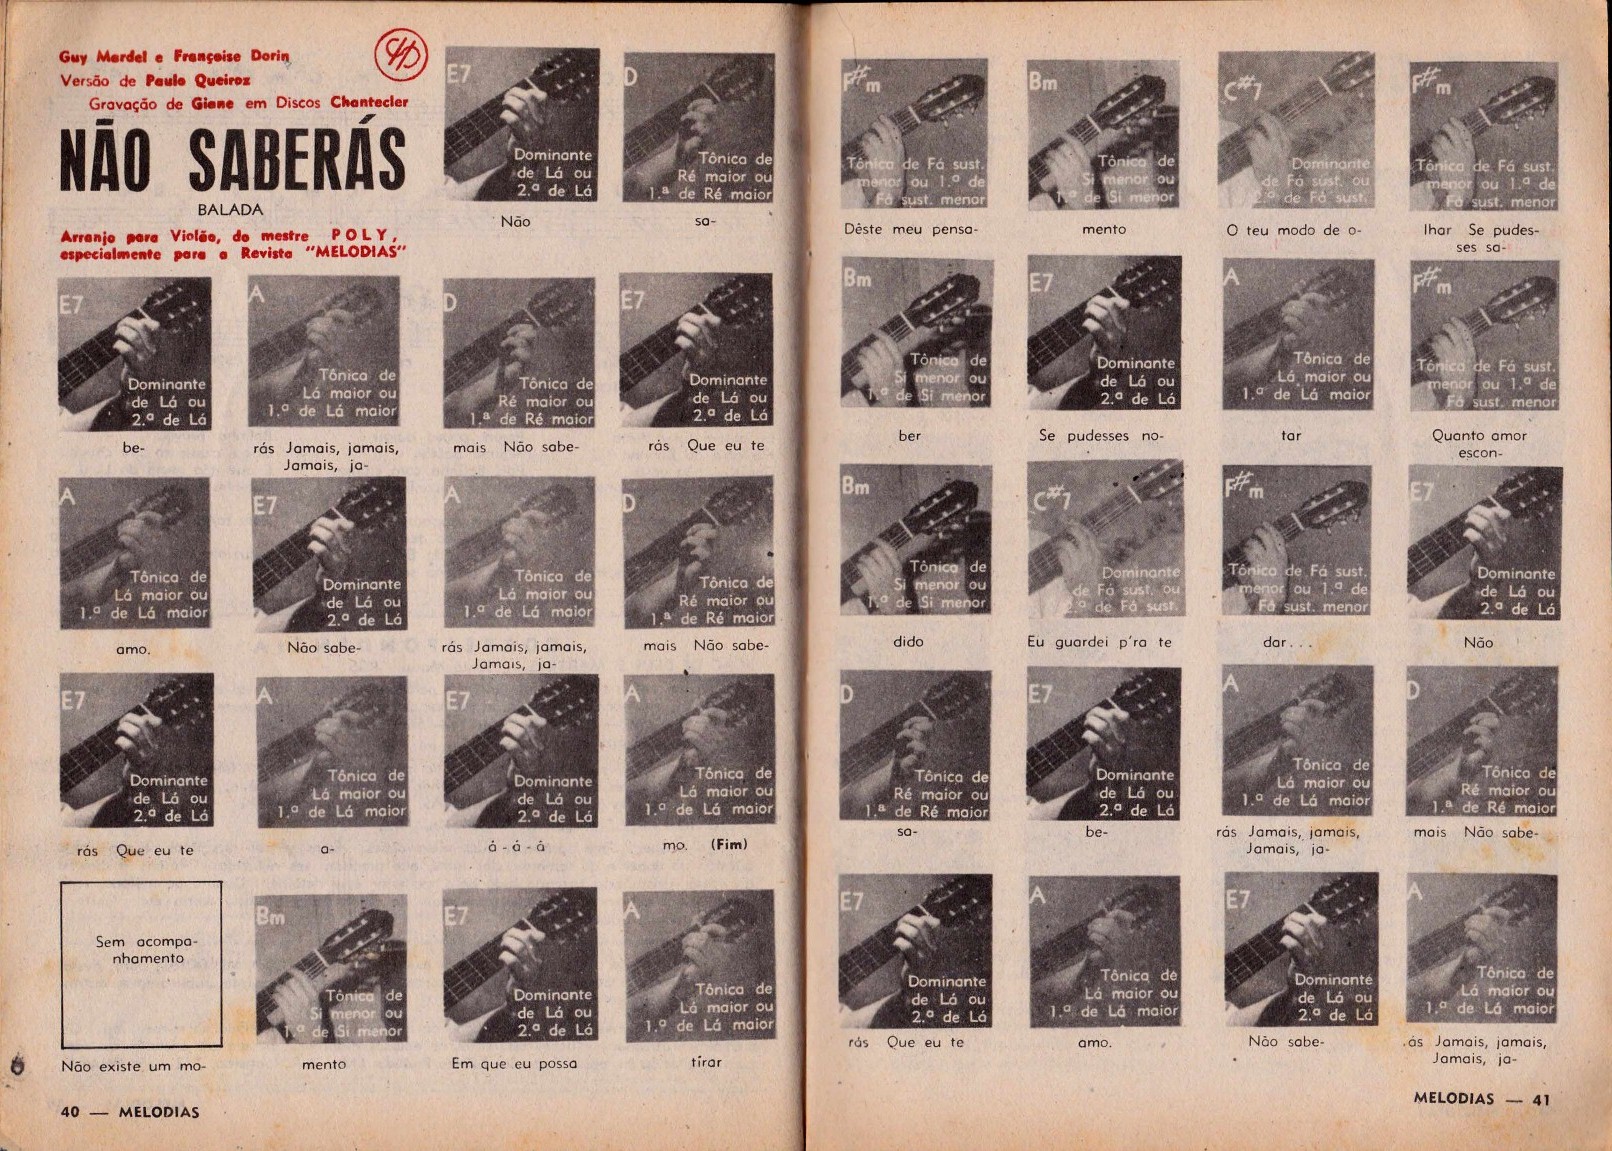 Guy Mardel e Françoise Dorin
Versão de Paulo Queiroz
Gravação de Giane em Discos Chantecler
NÃO SABERÁS
BALADA
Arranjo para Violão, do mestre POLY,
especialmente para a Revista "MELODIAS"
E7
Dominante
de Lá ou
2.ª de Lá
Não
D
Tônica de
Ré maior ou
1.ª de Ré maior
sa-
E7
Dominante
de Lá ou
2.ª de Lá
be-
A
Tônica de
Lá maior ou
1.ª de Lá maior
rás Jamais, jamais,
Jamais, ja-
D
Tônica de
Ré maior ou
1.ª de Ré maior
mais Não sabe-
E7
Dominante
de Lá ou
2.ª de Lá
rás Que eu te
A
Tônica de
Lá maior ou
1.ª de Lá maior
amo.
E7
Dominante
de Lá ou
2.ª de Lá
Não sabe-
A
Tônica de
Lá maior ou
1.ª de Lá maior
rás Jamais, jamais,
Jamais, ja-
D
Tônica de
Ré maior ou
1.ª de Ré maior
mais Não sabe-
E7
Dominante
de Lá ou
2.ª de Lá
rás Que eu te
A
Tônica de
Lá maior ou
1.ª de Lá maior
a-
E7
Dominante
de Lá ou
2.ª de Lá
á - á - á
A
Tônica de
Lá maior ou
1.ª de Lá maior
mo. (Fim)
Sem acompa-
nhamento
Não existe um mo-
Bm
Tônica de
Si menor ou
1.ª de Si menor
mento
E7
Dominante
de Lá ou
2.ª de Lá
Em que eu possa
A
Tônica de
Lá maior ou
1.ª de Lá maior
tirar
40 — MELODIAS
F#m
Tônica de Fá sust.
menor ou 1.ª de
Fá sust. menor
Dêste meu pensa-
Bm
Tônica de
Si menor ou
1.ª de Si menor
mento
C#7
Dominante
de Fá sust. ou
2.ª de Fá sust.
O teu modo de o-
F#m
Tônica de Fá sust.
menor ou 1.ª de
Fá sust. menor
lhar Se pudes-
ses sa-
Bm
Tônica de
Si menor ou
1.ª de Si menor
ber
E7
Dominante
de Lá ou
2.ª de Lá
Se pudesses no-
A
Tônica de
Lá maior ou
1.ª de Lá maior
tar
F#m
Tônica de Fá sust.
menor ou 1.ª de
Fá sust. menor
Quanto amor
escon-
Bm
Tônica de
Si menor ou
1.ª de Si menor
dido
C#7
Dominante
de Fá sust. ou
2.ª de Fá sust.
Eu guardei p'ra te
F#m
Tônica de Fá sust.
menor ou 1.ª de
Fá sust. menor
dar...
E7
Dominante
de Lá ou
2.ª de Lá
Não
D
Tônica de
Ré maior ou
1.ª de Ré maior
sa-
E7
Dominante
de Lá ou
2.ª de Lá
be-
A
Tônica de
Lá maior ou
1.ª de Lá maior
rás Jamais, jamais,
Jamais, ja-
D
Tônica de
Ré maior ou
1.ª de Ré maior
mais Não sabe-
E7
Dominante
de Lá ou
2.ª de Lá
rás Que eu te
A
Tônica de
Lá maior ou
1.ª de Lá maior
amo.
E7
Dominante
de Lá ou
2.ª de Lá
Não sabe-
A
Tônica de
Lá maior ou
1.ª de Lá maior
ás Jamais, jamais,
Jamais, ja-
MELODIAS — 41